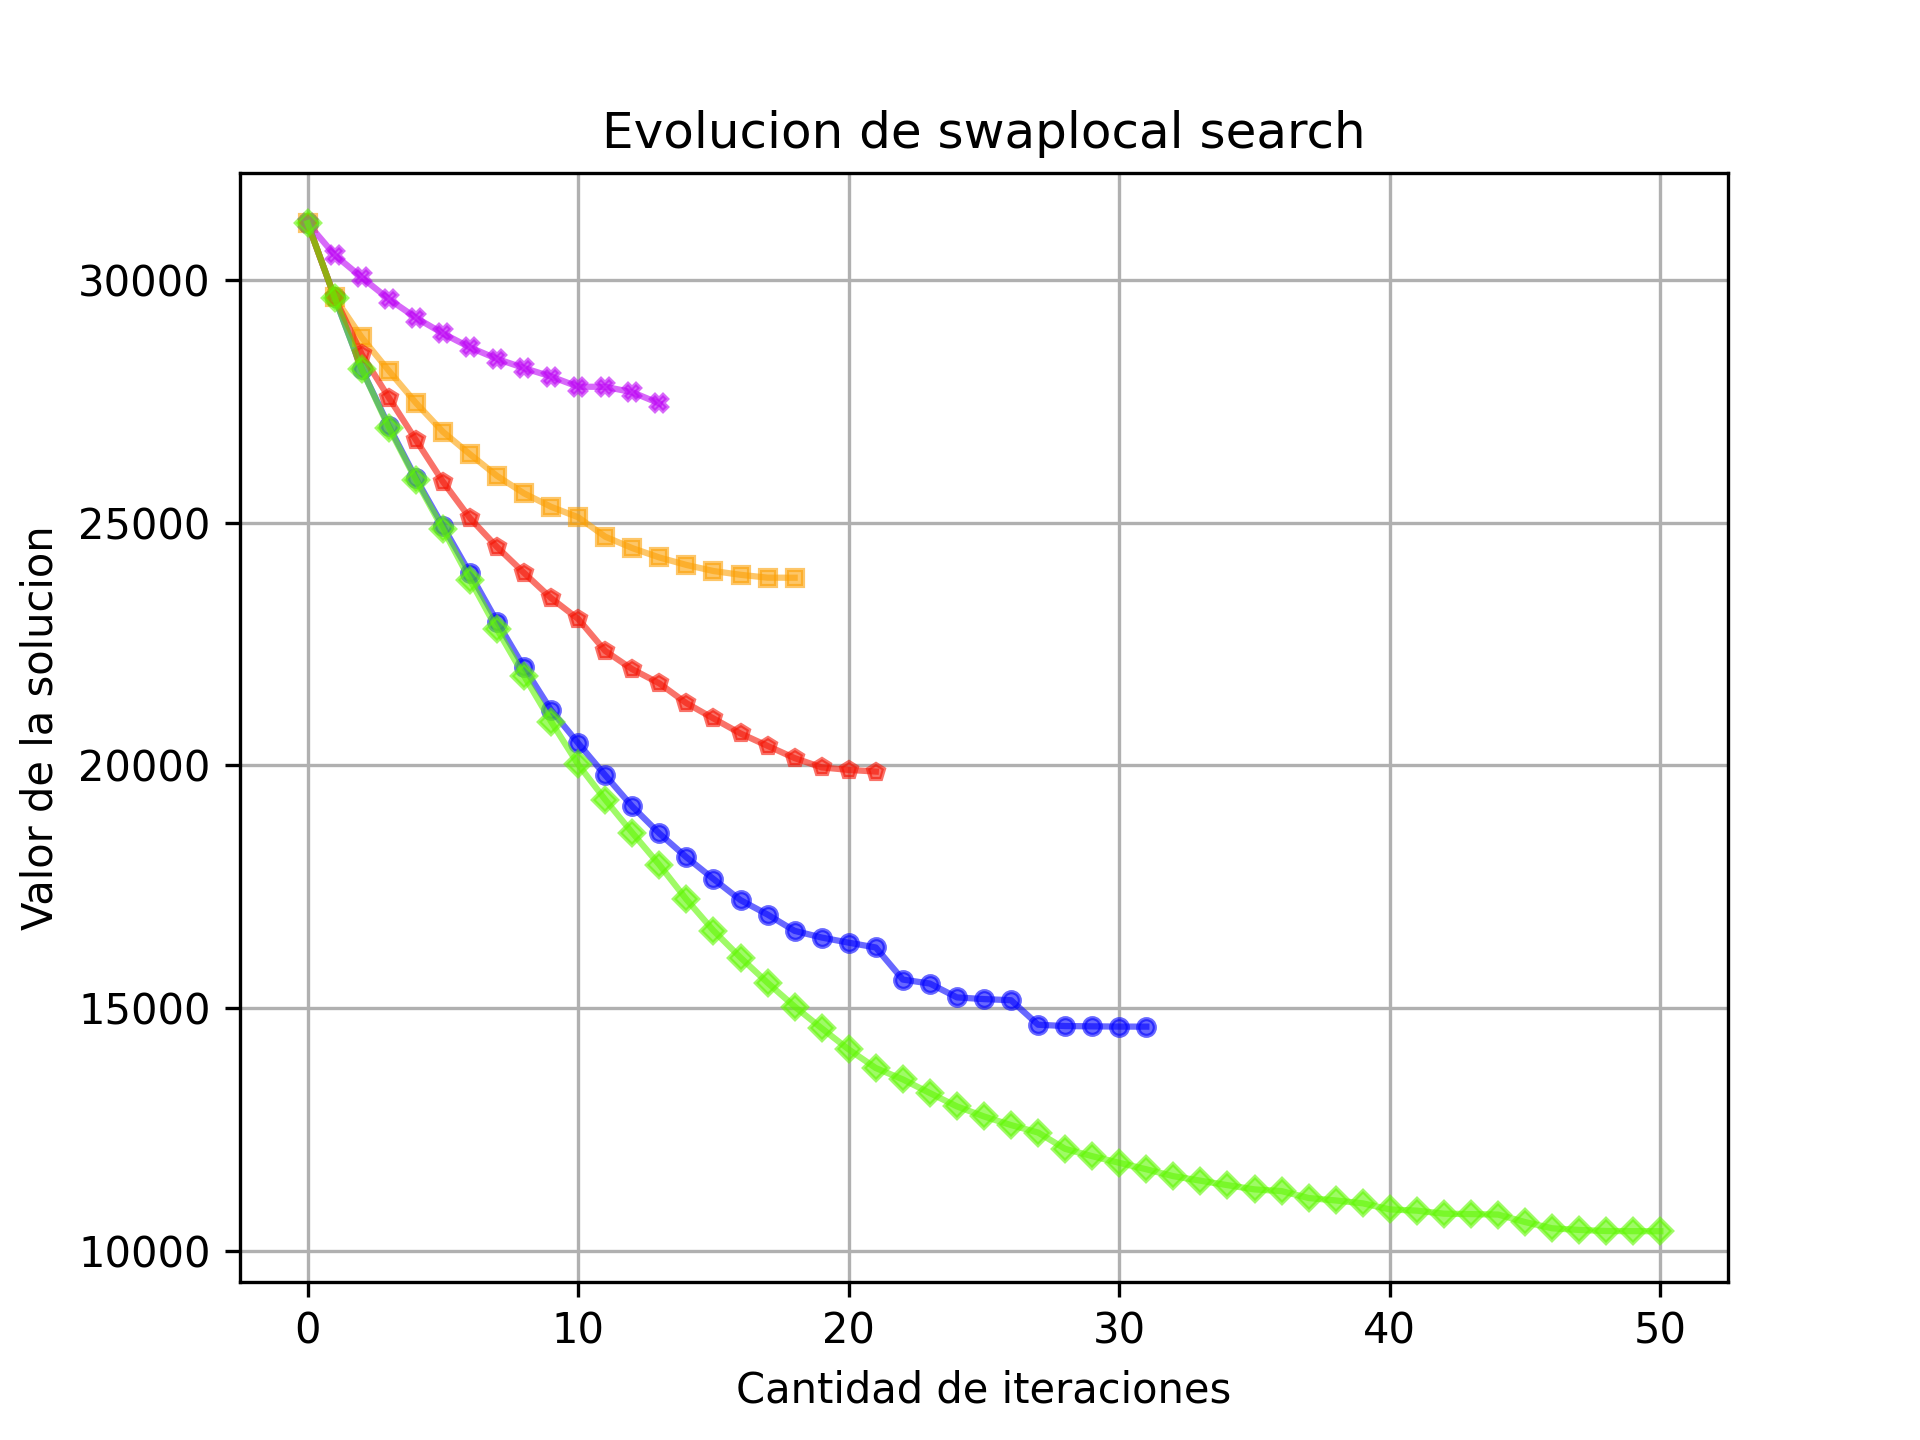 Evolucion de swaplocal search
Valor de la solucion
30000
25000
20000
15000
10000
0 10 20 30 40 50
Cantidad de iteraciones